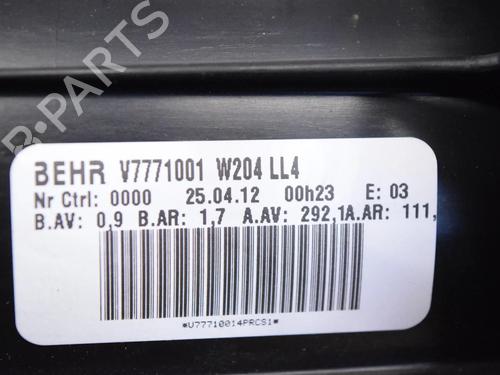 B-PARTS
BEHR V7771001 W204 LL4
Nr Ctrl: 0000 25.04.12 00h23 E: 03
B.AV: 0,9 B.AR: 1,7 A.AV: 292,1A.AR: 111,
*U77710014PRCS1*